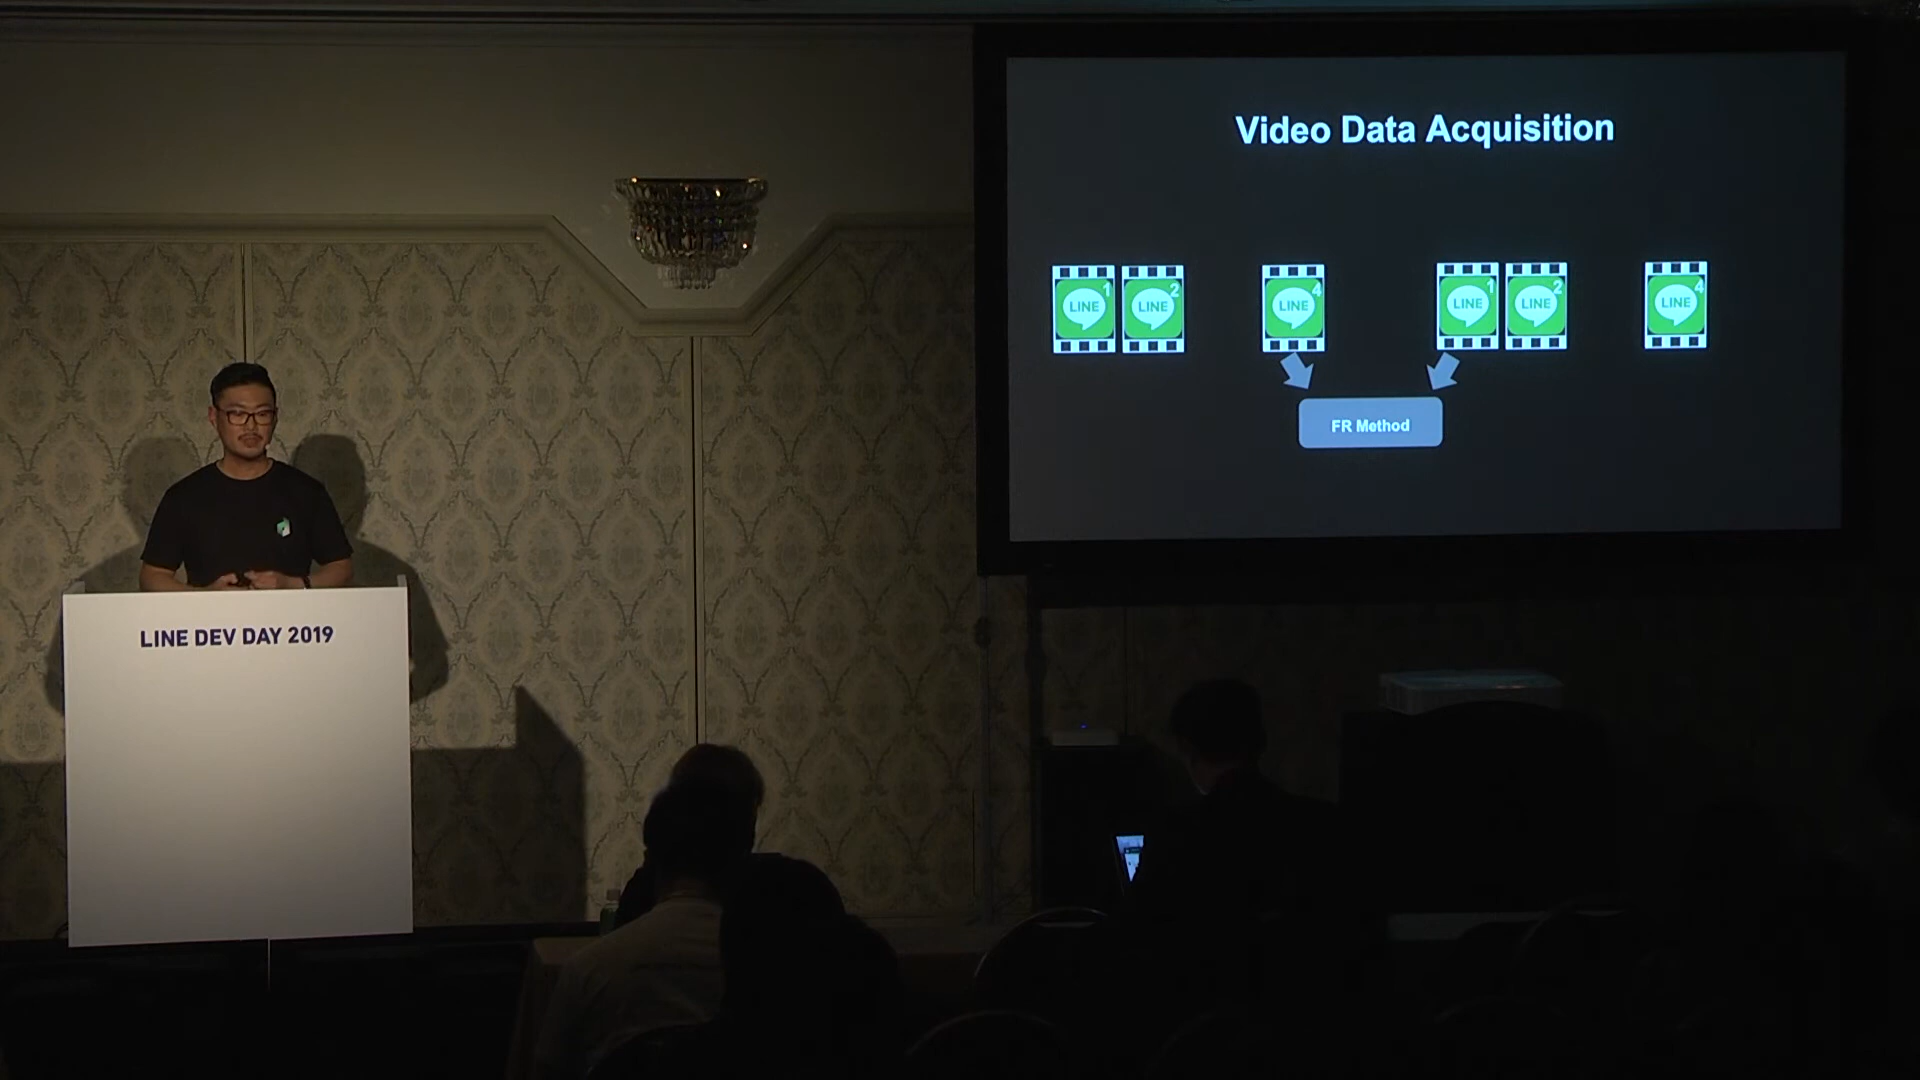 Video Data Acquisition
LINE 1 LINE 2 LINE 4 LINE 1 LINE 2 LINE 4
FR Method
LINE DEV DAY 2019